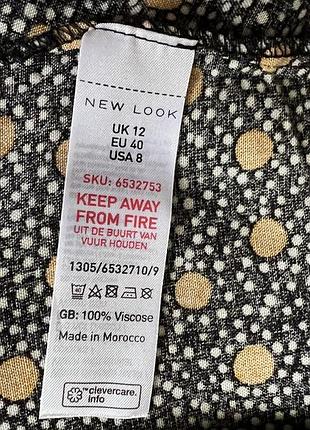 NEW LOOK
UK 12
EU 40
USA 8
SKU: 6532753
KEEP AWAY
FROM FIRE
UIT DE BUURT VAN
VUUR HOUDEN
1305/6532710/9
GB: 100% Viscose
Made in Morocco
™clevercare.
info